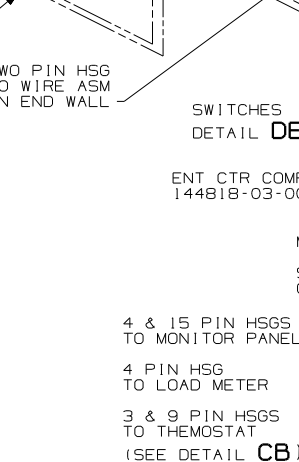 WO PIN HSG
O WIRE ASM
N END WALL
SWITCHES
DETAIL DE
ENT CTR COMP
144818-03-00
4 & 15 PIN HSGS
TO MONITOR PANEL
4 PIN HSG
TO LOAD METER
3 & 9 PIN HSGS
TO THEMOSTAT
(SEE DETAIL CB)